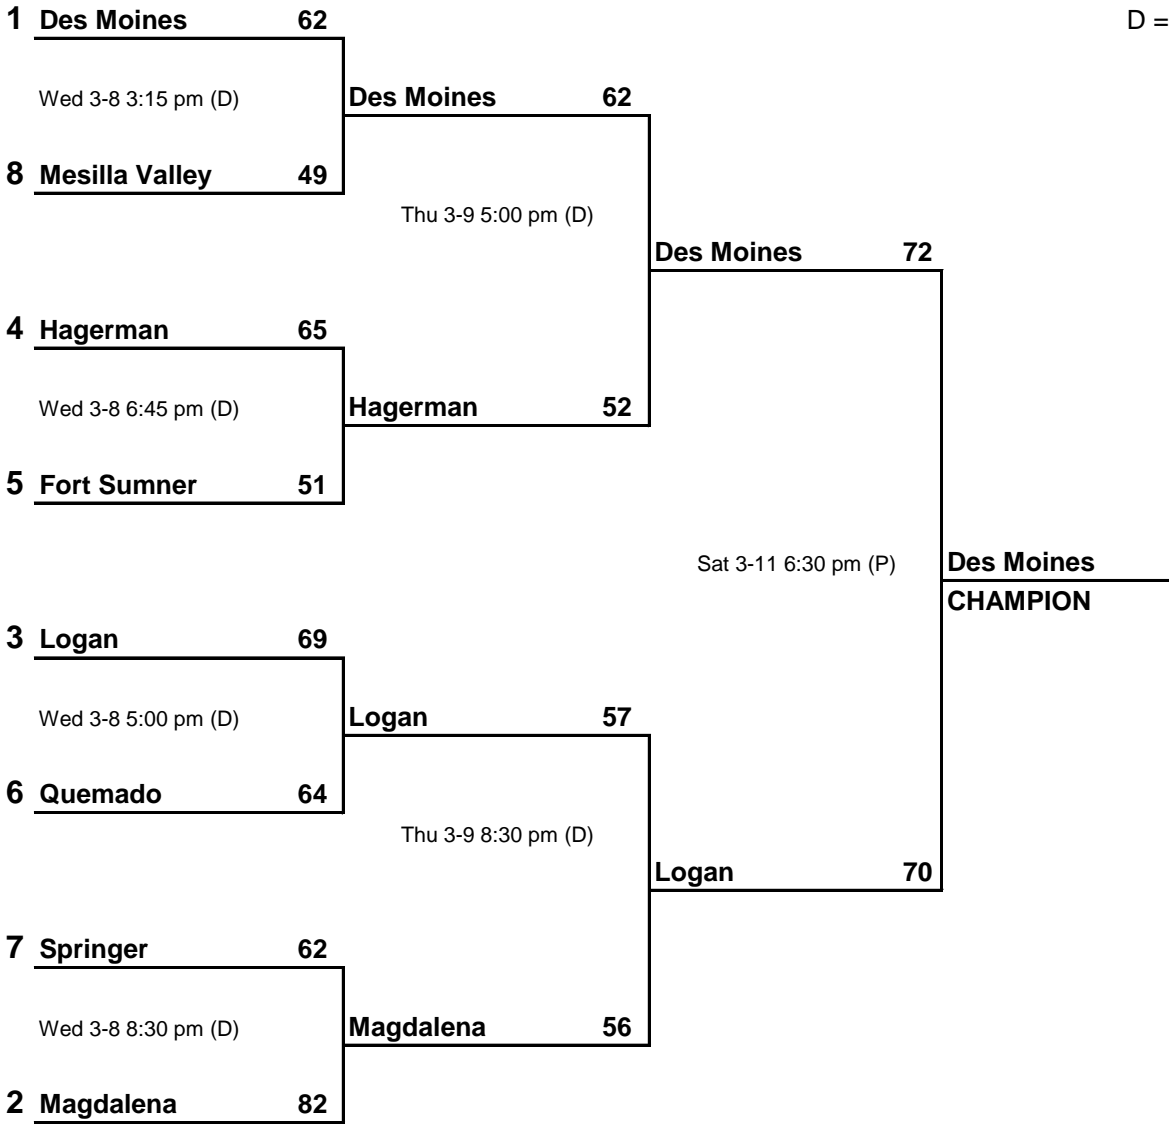 1 Des Moines 62
D =
Wed 3-8 3:15 pm (D)
Des Moines 62
8 Mesilla Valley 49
Thu 3-9 5:00 pm (D)
Des Moines 72
4 Hagerman 65
Wed 3-8 6:45 pm (D)
Hagerman 52
5 Fort Sumner 51
Sat 3-11 6:30 pm (P)
Des Moines
CHAMPION
3 Logan 69
Wed 3-8 5:00 pm (D)
Logan 57
6 Quemado 64
Thu 3-9 8:30 pm (D)
Logan 70
7 Springer 62
Wed 3-8 8:30 pm (D)
Magdalena 56
2 Magdalena 82